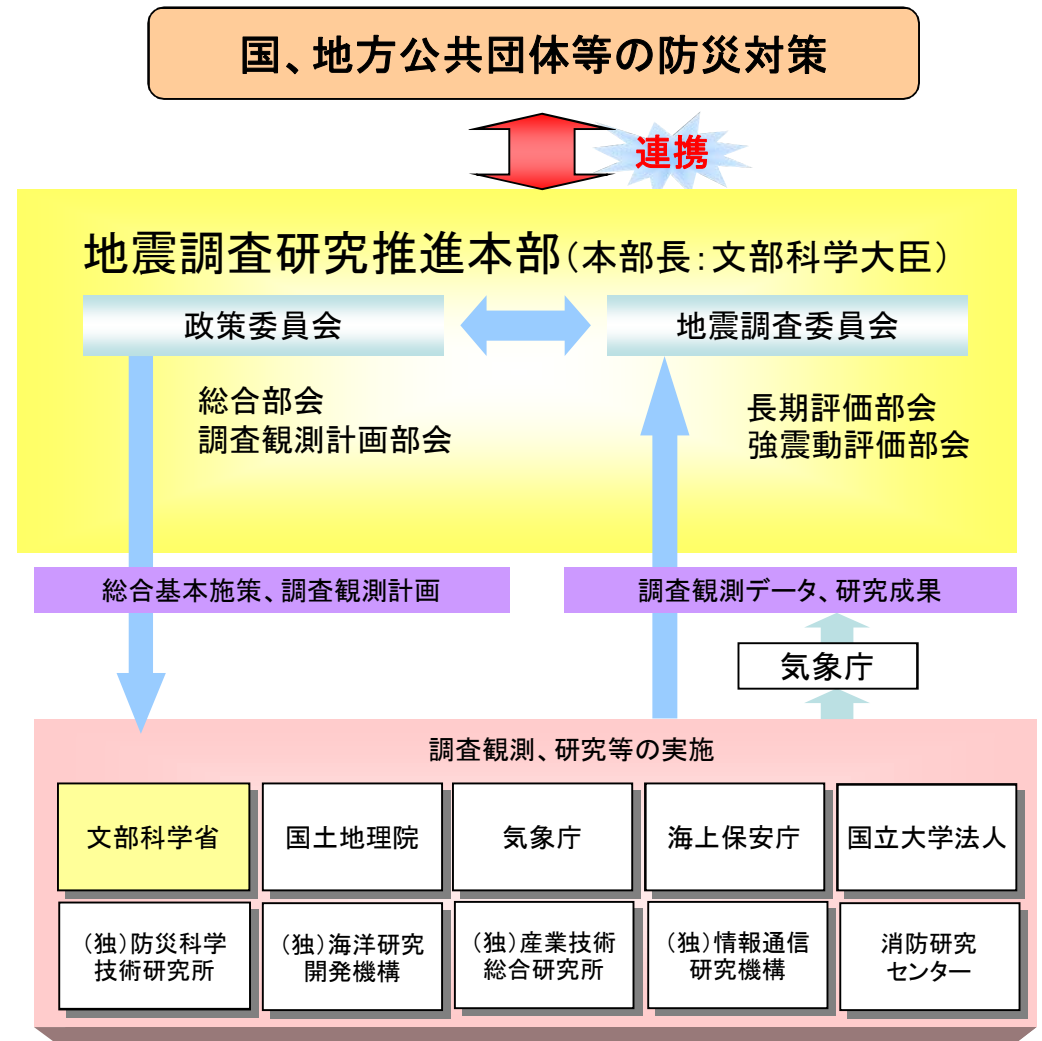 国、地方公共団体等の防災対策
連携
地震調査研究推進本部(本部長:文部科学大臣)
政策委員会
地震調査委員会
総合部会
調査観測計画部会
長期評価部会
強震動評価部会
総合基本施策、調査観測計画
調査観測データ、研究成果
気象庁
調査観測、研究等の実施
文部科学省
国土地理院
気象庁
海上保安庁
国立大学法人
(独)防災科学
技術研究所
(独)海洋研究
開発機構
(独)産業技術
総合研究所
(独)情報通信
研究機構
消防研究
センター